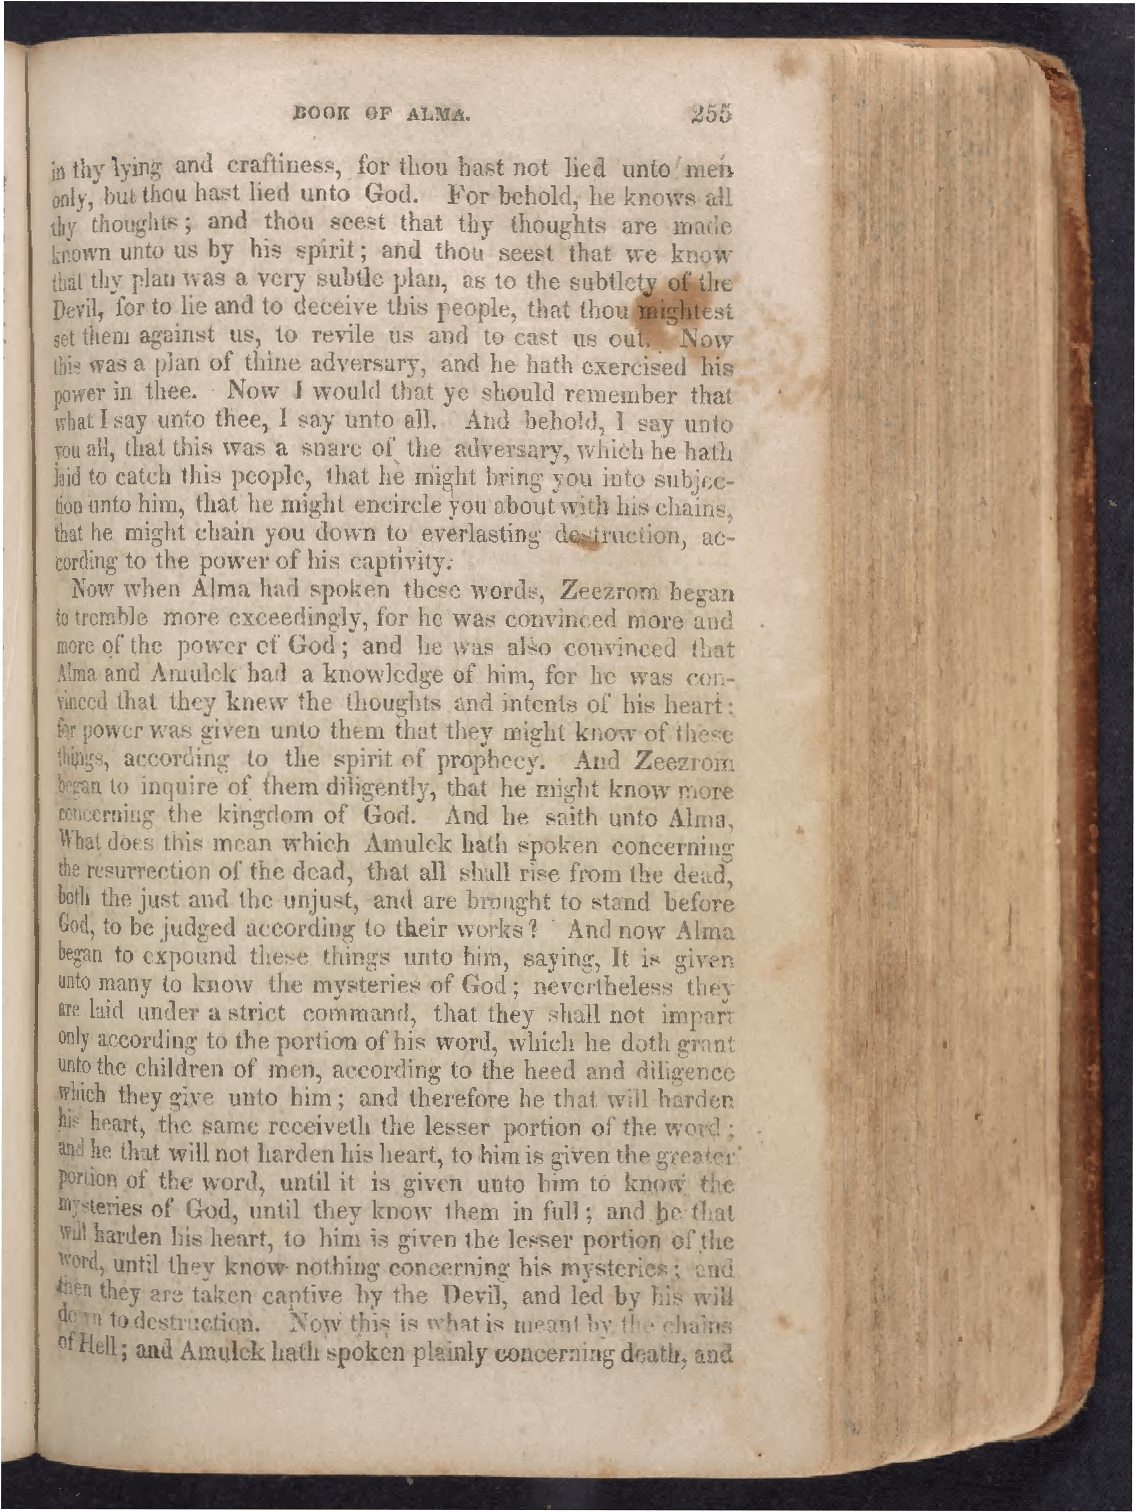 BOOK OF ALMA. 255
in thy lying and craftiness, for thou hast not lied unto men
only, but thou hast lied unto God. For behold, he knows all
thy thoughts; and thou seest that thy thoughts are made
known unto us by his spirit; and thou seest that we know
that thy plan was a very subtle plan, as to the subtlety of the
Devil, for to lie and to deceive this people, that thou mightest
set them against us, to revile us and to cast us out. Now
this was a plan of thine adversary, and he hath exercised his
power in thee. Now I would that ye should remember that
what I say unto thee, I say unto all. And behold, I say unto
you all, that this was a snare of the adversary, which he hath
laid to catch this people, that he might bring you into subjec-
tion unto him, that he might encircle you about with his chains,
that he might chain you down to everlasting destruction, ac-
cording to the power of his captivity.
Now when Alma had spoken these words, Zeezrom began
to tremble more exceedingly, for he was convinced more and
more of the power of God; and he was also convinced that
Alma and Amulek had a knowledge of him, for he was con-
vinced that they knew the thoughts and intents of his heart:
for power was given unto them that they might know of these
things, according to the spirit of prophecy. And Zeezrom
began to inquire of them diligently, that he might know more
concerning the kingdom of God. And he saith unto Alma,
What does this mean which Amulek hath spoken concerning
the resurrection of the dead, that all shall rise from the dead,
both the just and the unjust, and are brought to stand before
God, to be judged according to their works? And now Alma
began to expound these things unto him, saying, It is given
unto many to know the mysteries of God; nevertheless they
are laid under a strict command, that they shall not impart
only according to the portion of his word, which he doth grant
unto the children of men, according to the heed and diligence
which they give unto him; and therefore he that will harden
his heart, the same receiveth the lesser portion of the word;
and he that will not harden his heart, to him is given the greater
portion of the word, until it is given unto him to know the
mysteries of God, until they know them in full; and he that
will harden his heart, to him is given the lesser portion of the
word, until they know nothing concerning his mysteries; and
then they are taken captive by the Devil, and led by his will
down to destruction. Now this is what is meant by the chains
of Hell; and Amulek hath spoken plainly concerning death, and